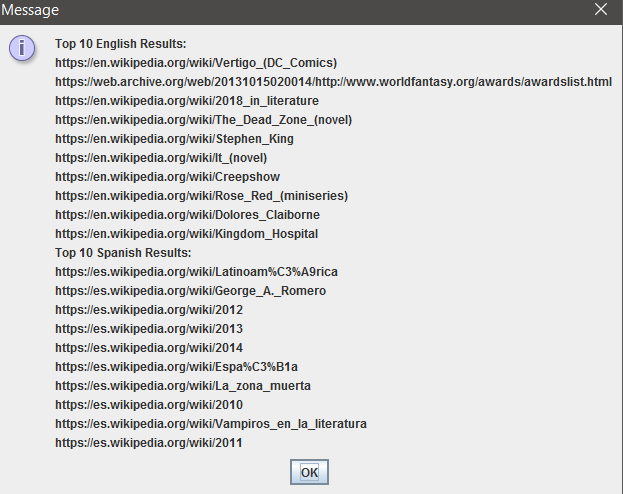 Message
Top 10 English Results:
https://en.wikipedia.org/wiki/Vertigo_(DC_Comics)
https://web.archive.org/web/20131015020014/http://www.worldfantasy.org/awards/awardslist.html
https://en.wikipedia.org/wiki/2018_in_literature
https://en.wikipedia.org/wiki/The_Dead_Zone_(novel)
https://en.wikipedia.org/wiki/Stephen_King
https://en.wikipedia.org/wiki/It_(novel)
https://en.wikipedia.org/wiki/Creepshow
https://en.wikipedia.org/wiki/Rose_Red_(miniseries)
https://en.wikipedia.org/wiki/Dolores_Claiborne
https://en.wikipedia.org/wiki/Kingdom_Hospital
Top 10 Spanish Results:
https://es.wikipedia.org/wiki/Latinoam%C3%A9rica
https://es.wikipedia.org/wiki/George_A._Romero
https://es.wikipedia.org/wiki/2012
https://es.wikipedia.org/wiki/2013
https://es.wikipedia.org/wiki/2014
https://es.wikipedia.org/wiki/Espa%C3%B1a
https://es.wikipedia.org/wiki/La_zona_muerta
https://es.wikipedia.org/wiki/2010
https://es.wikipedia.org/wiki/Vampiros_en_la_literatura
https://es.wikipedia.org/wiki/2011
OK